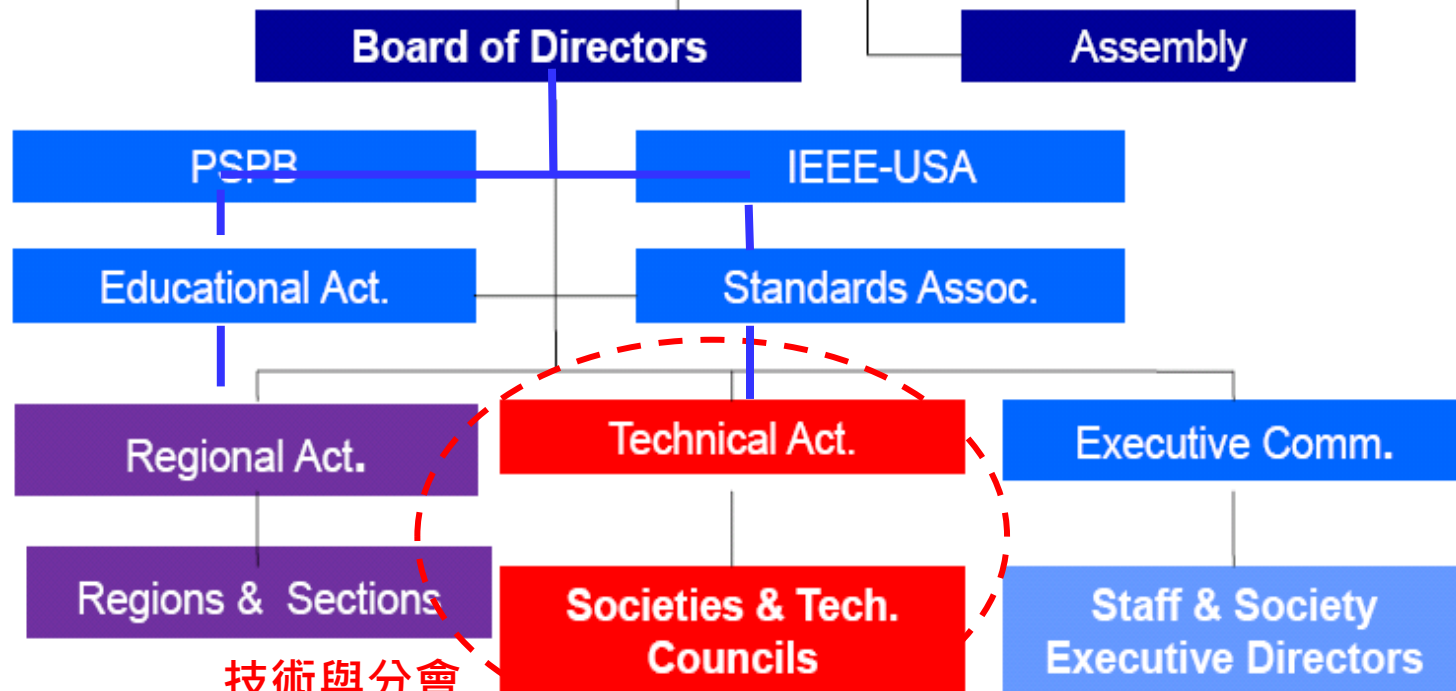 Board of Directors
Assembly
PSPB
IEEE-USA
Educational Act.
Standards Assoc.
Regional Act.
Technical Act.
Executive Comm.
Regions & Sections
Societies & Tech.
Councils
Staff & Society
Executive Directors
技術與分會